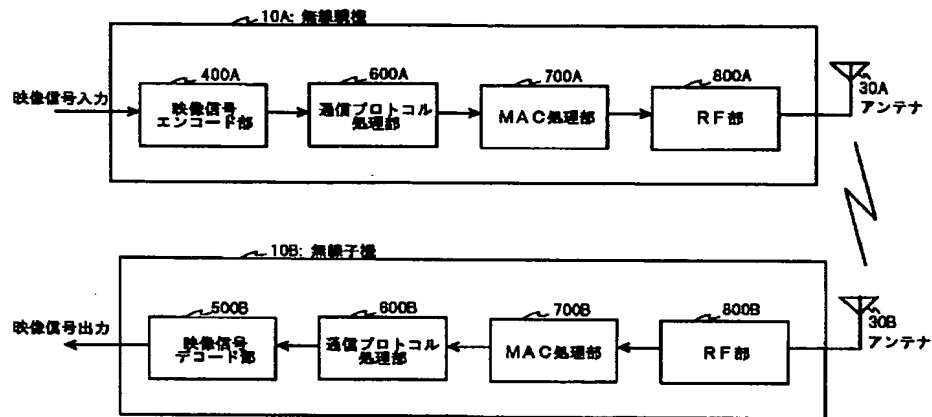 10A: 無線親機
映像信号入力
400A
映像信号
エンコード部
600A
通信プロトコル
処理部
700A
MAC処理部
800A
RF部
30A
アンテナ
10B: 無線子機
映像信号出力
500B
映像信号
デコード部
600B
通信プロトコル
処理部
700B
MAC処理部
800B
RF部
30B
アンテナ